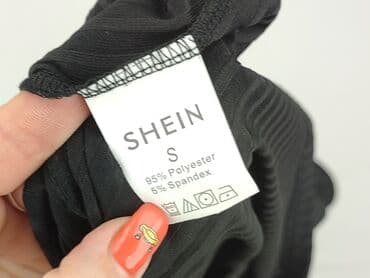 SHEIN
S
95% Polyester
5% Spandex